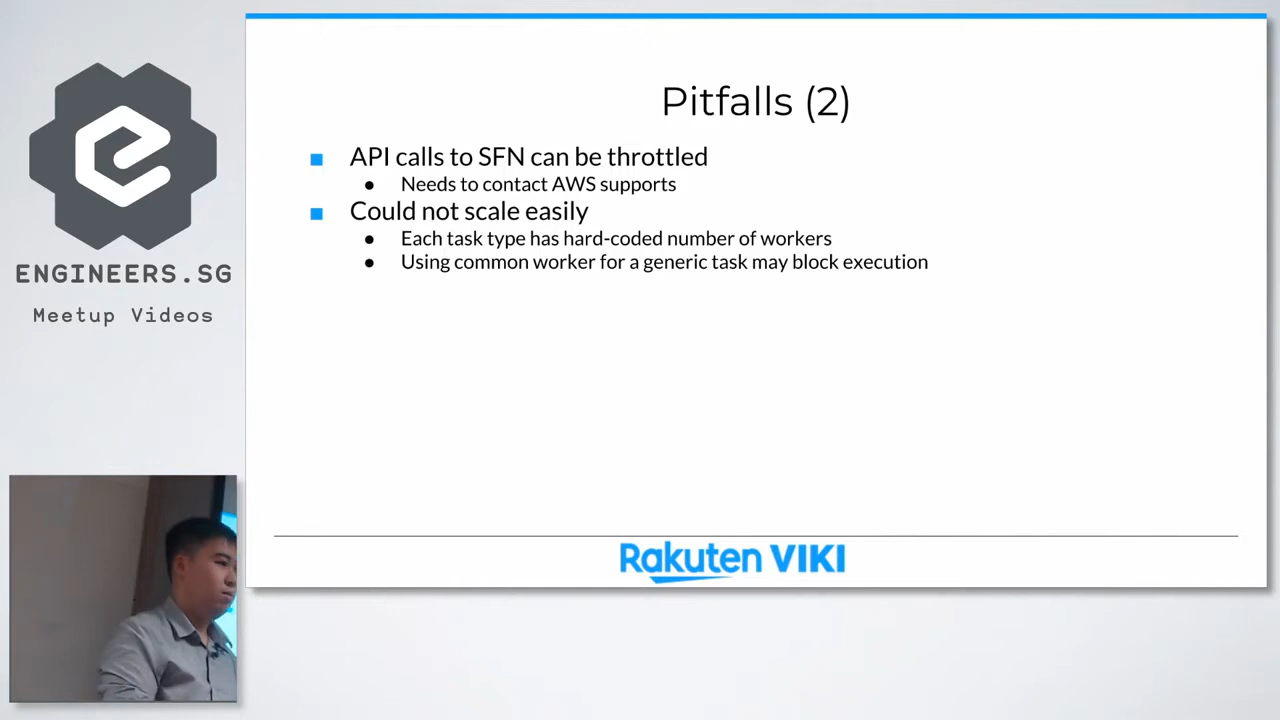 Pitfalls (2)
API calls to SFN can be throttled
Needs to contact AWS supports
Could not scale easily
Each task type has hard-coded number of workers
Using common worker for a generic task may block execution
Rakuten VIKI
ENGINEERS.SG
Meetup Videos